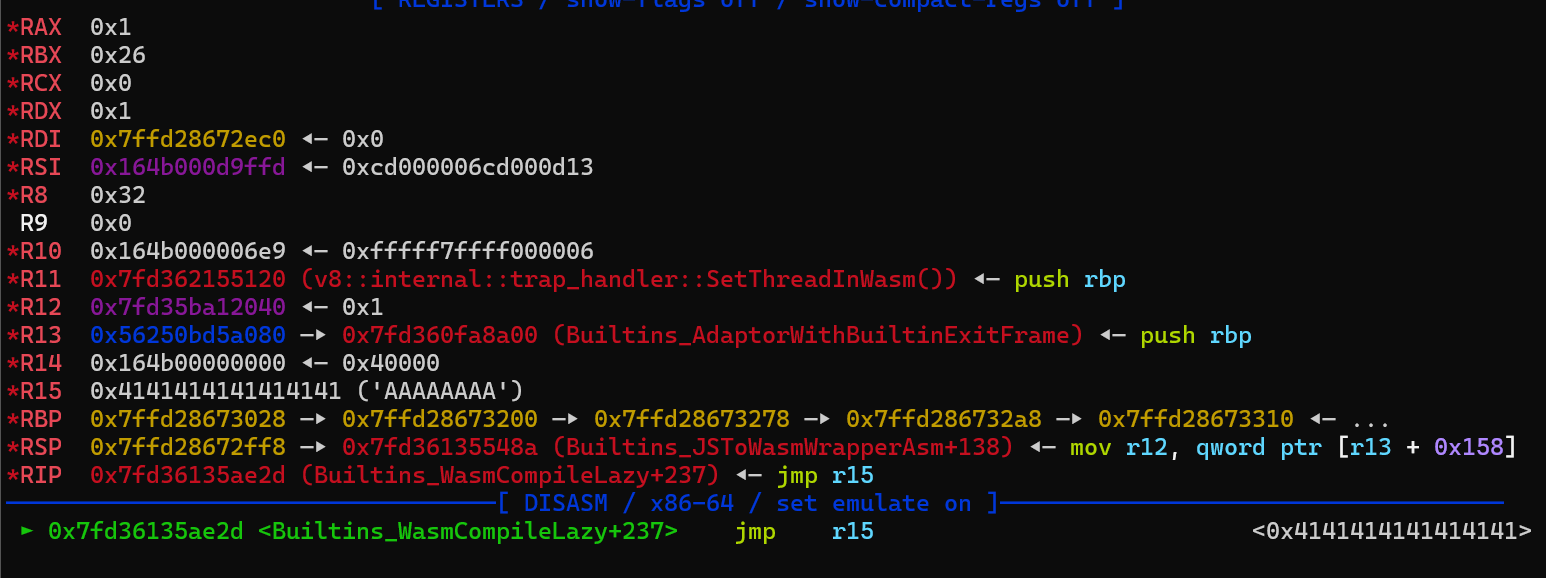 [ REGISTERS / show-flags off / show-compact-regs off ]
*RAX  0x1
*RBX  0x26
*RCX  0x0
*RDX  0x1
*RDI  0x7ffd28672ec0 ◂— 0x0
*RSI  0x164b000d9ffd ◂— 0xcd000006cd000d13
*R8   0x32
 R9   0x0
*R10  0x164b000006e9 ◂— 0xfffff7ffff000006
*R11  0x7fd362155120 (v8::internal::trap_handler::SetThreadInWasm()) ◂— push rbp
*R12  0x7fd35ba12040 ◂— 0x1
*R13  0x56250bd5a080 —▸ 0x7fd360fa8a00 (Builtins_AdaptorWithBuiltinExitFrame) ◂— push rbp
*R14  0x164b00000000 ◂— 0x40000
*R15  0x4141414141414141 ('AAAAAAAA')
*RBP  0x7ffd28673028 —▸ 0x7ffd28673200 —▸ 0x7ffd28673278 —▸ 0x7ffd286732a8 —▸ 0x7ffd28673310 ◂— ...
*RSP  0x7ffd28672ff8 —▸ 0x7fd36135548a (Builtins_JSToWasmWrapperAsm+138) ◂— mov r12, qword ptr [r13 + 0x158]
*RIP  0x7fd36135ae2d (Builtins_WasmCompileLazy+237) ◂— jmp r15
[ DISASM / x86-64 / set emulate on ]
► 0x7fd36135ae2d <Builtins_WasmCompileLazy+237>    jmp    r15    <0x4141414141414141>